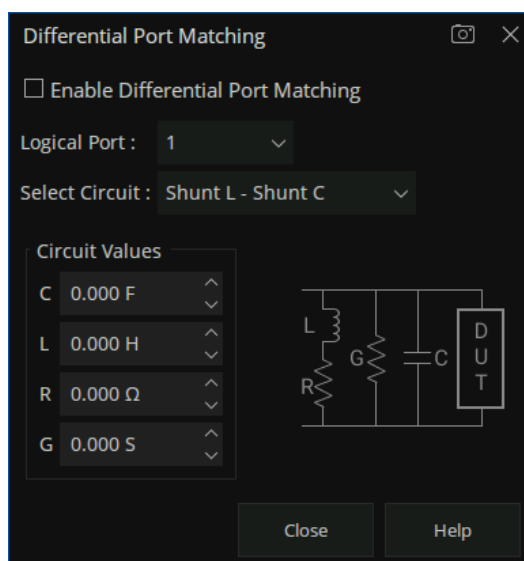 Differential Port Matching
Enable Differential Port Matching
Logical Port : 1
Select Circuit : Shunt L - Shunt C
Circuit Values
C 0.000 F
L 0.000 H
R 0.000 Ω
G 0.000 S
L
R
G
C
DUT
Close Help